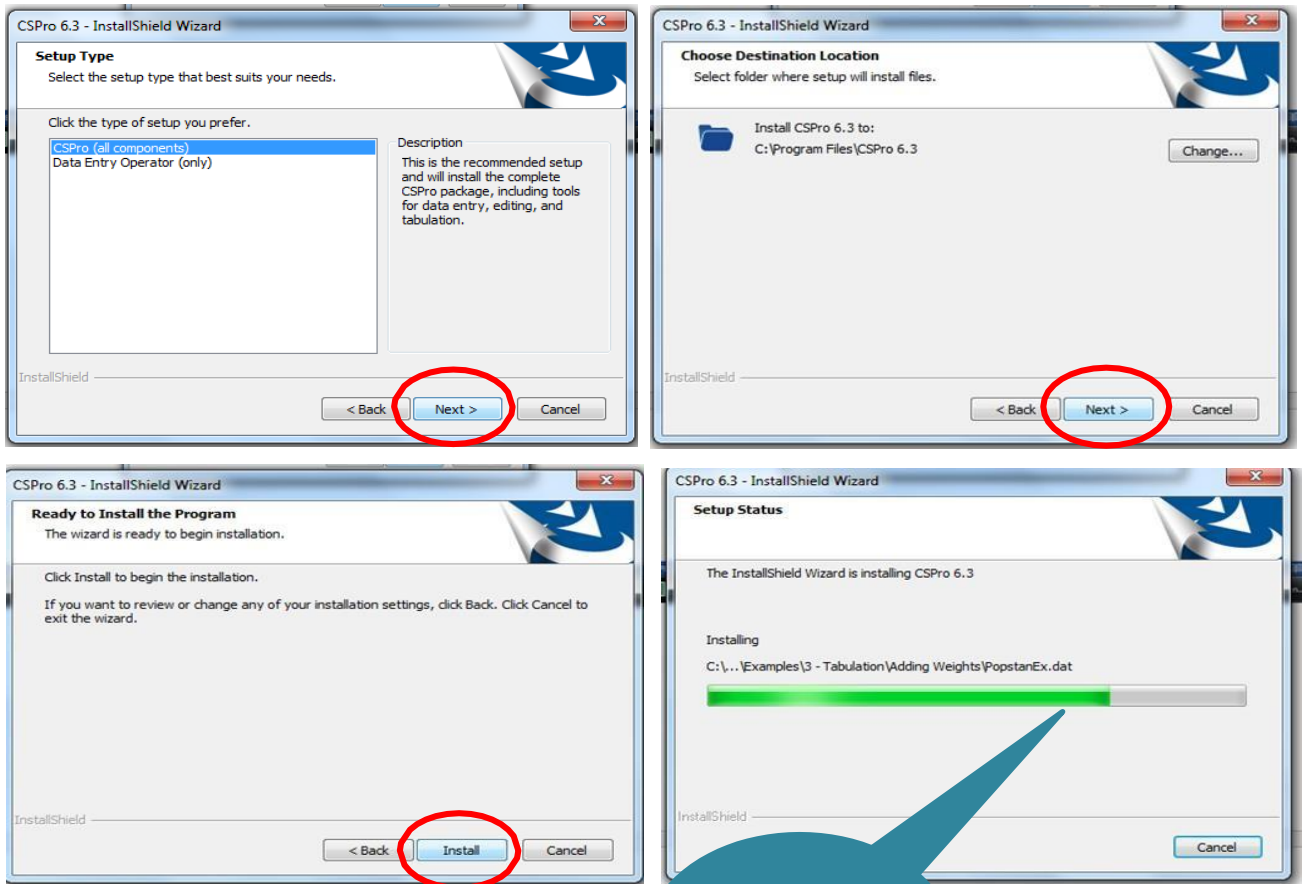 CSPro 6.3 - InstallShield Wizard
Setup Type
Select the setup type that best suits your needs.
Click the type of setup you prefer.
CSPro (all components)
Data Entry Operator (only)
Description
This is the recommended setup
and will install the complete
CSPro package, including tools
for data entry, editing, and
tabulation.
InstallShield
< Back
Next >
Cancel
CSPro 6.3 - InstallShield Wizard
Choose Destination Location
Select folder where setup will install files.
Install CSPro 6.3 to:
C:\Program Files\CSPro 6.3
Change...
InstallShield
< Back
Next >
Cancel
CSPro 6.3 - InstallShield Wizard
Ready to Install the Program
The wizard is ready to begin installation.
Click Install to begin the installation.
If you want to review or change any of your installation settings, click Back. Click Cancel to
exit the wizard.
InstallShield
< Back
Install
Cancel
CSPro 6.3 - InstallShield Wizard
Setup Status
The InstallShield Wizard is installing CSPro 6.3
Installing
C:\...\Examples\3 - Tabulation\Adding Weights\PopstanEx.dat
InstallShield
Cancel